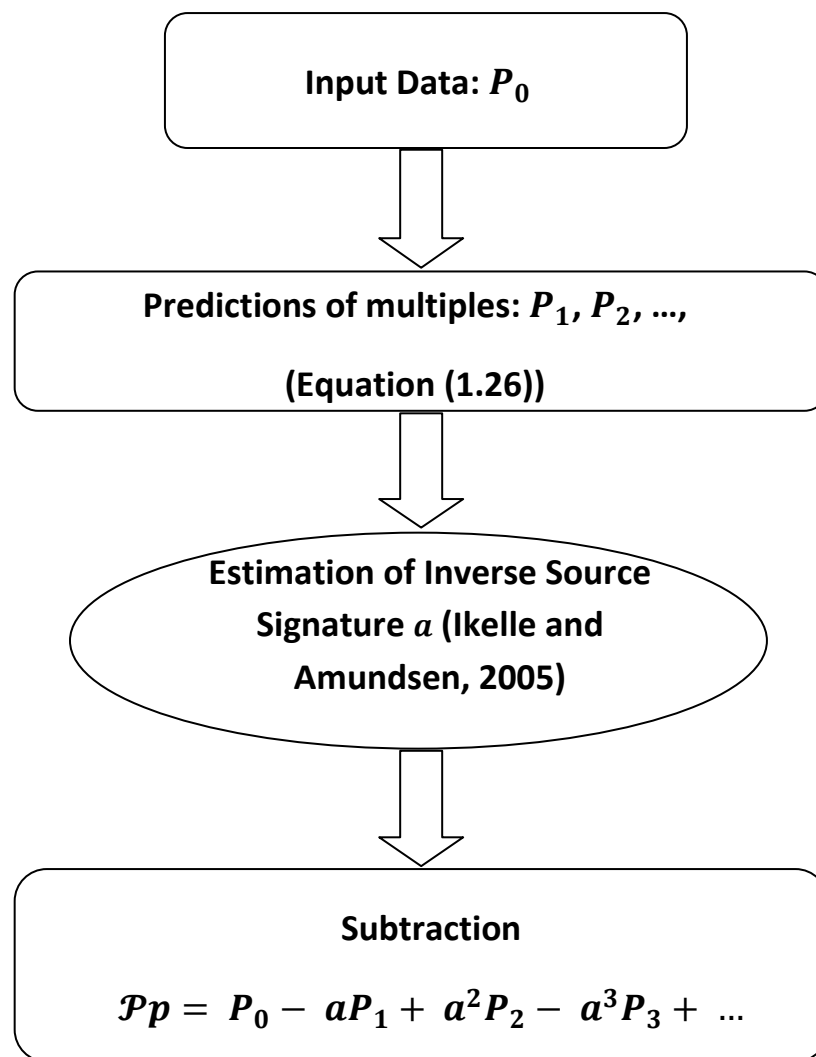 Input Data: P₀
Predictions of multiples: P₁, P₂, …,
(Equation (1.26))
Estimation of Inverse Source
Signature a (Ikelle and
Amundsen, 2005)
Subtraction
𝒫p = P₀ − aP₁ + a²P₂ − a³P₃ + …